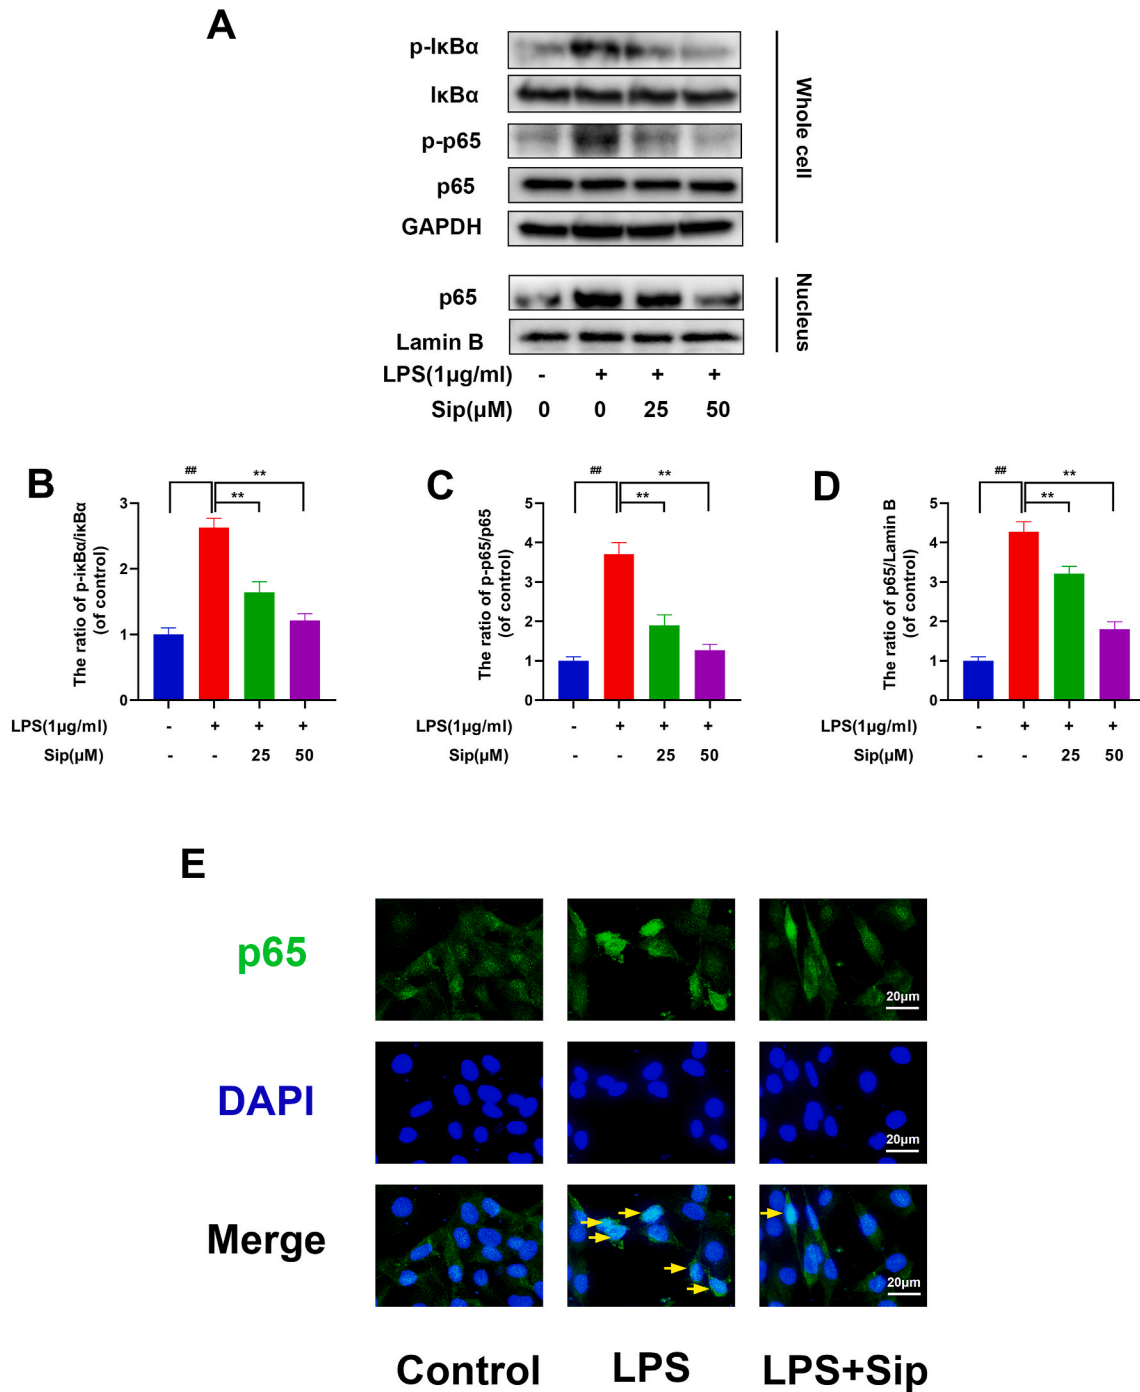 A
p-IκBα
IκBα
p-p65
p65
GAPDH
Whole cell
p65
Lamin B
Nucleus
LPS(1μg/ml) - + + +
Sip(μM) 0 0 25 50
B
The ratio of p-iκBα/iκBα
(of control)
## ** **
3
2
1
0
LPS(1μg/ml) - + + +
Sip(μM) - - 25 50
C
The ratio of p-p65/p65
(of control)
## ** **
5
4
3
2
1
0
LPS(1μg/ml) - + + +
Sip(μM) - - 25 50
D
The ratio of p65/Lamin B
(of control)
## ** **
5
4
3
2
1
0
LPS(1μg/ml) - + + +
Sip(μM) - - 25 50
E
p65
20μm
DAPI
20μm
Merge
20μm
Control LPS LPS+Sip